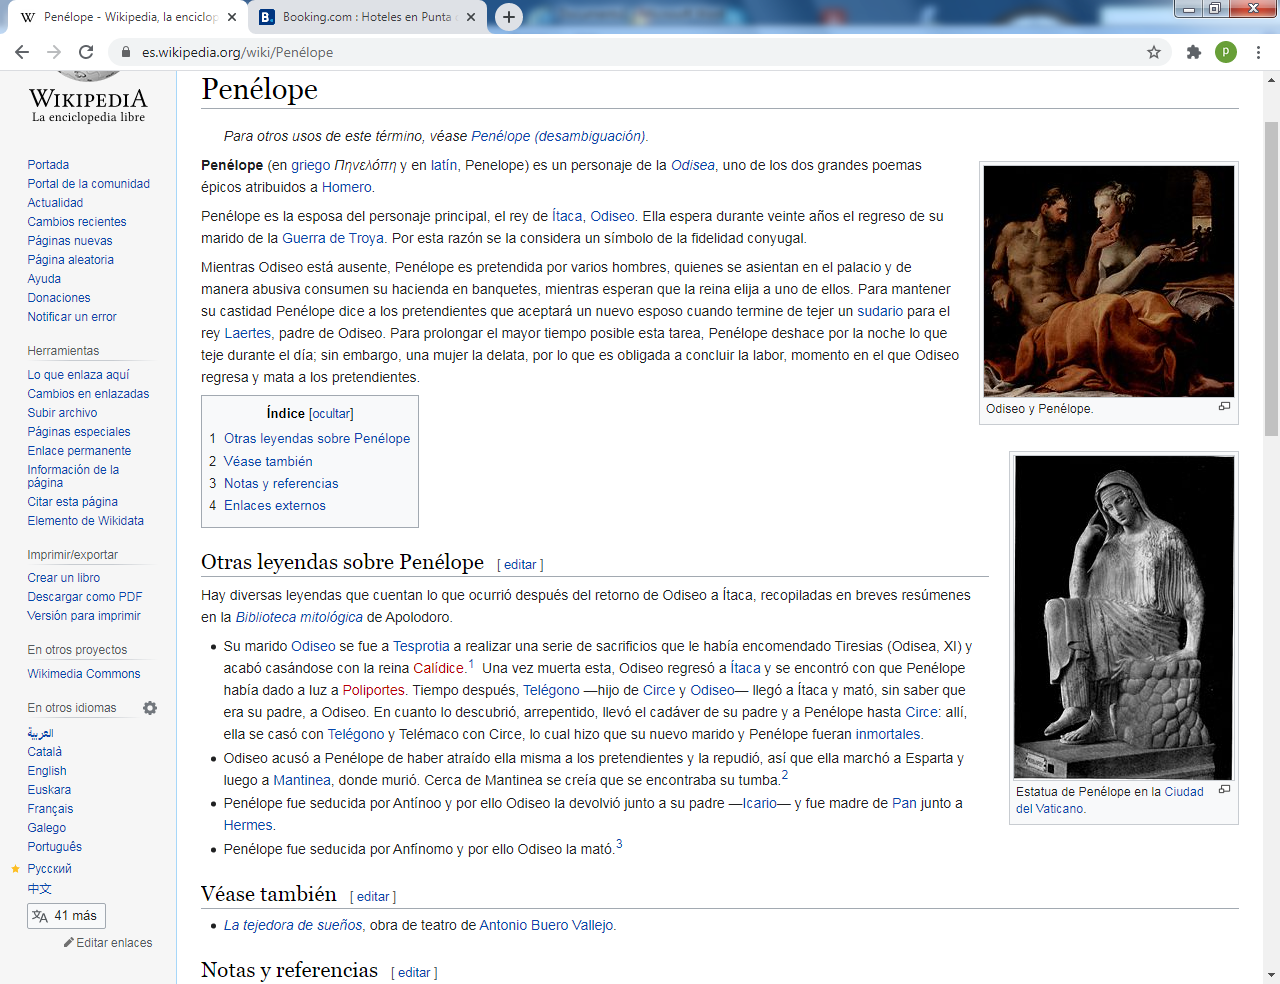 Penélope - Wikipedia, la enciclop
Booking.com : Hoteles en Punta
es.wikipedia.org/wiki/Penélope
P
WIKIPEDIA
La enciclopedia libre
Portada
Portal de la comunidad
Actualidad
Cambios recientes
Páginas nuevas
Página aleatoria
Ayuda
Donaciones
Notificar un error
Herramientas
Lo que enlaza aquí
Cambios en enlazadas
Subir archivo
Páginas especiales
Enlace permanente
Información de la
página
Citar esta página
Elemento de Wikidata
Imprimir/exportar
Crear un libro
Descargar como PDF
Versión para imprimir
En otros proyectos
Wikimedia Commons
En otros idiomas
العربية
Català
English
Euskara
Français
Galego
Português
Русский
中文
41 más
Editar enlaces
Penélope
Para otros usos de este término, véase Penélope (desambiguación).
Penélope (en griego Πηνελόπη y en latín, Penelope) es un personaje de la Odisea, uno de los dos grandes poemas
épicos atribuidos a Homero.
Penélope es la esposa del personaje principal, el rey de Ítaca, Odiseo. Ella espera durante veinte años el regreso de su
marido de la Guerra de Troya. Por esta razón se la considera un símbolo de la fidelidad conyugal.
Mientras Odiseo está ausente, Penélope es pretendida por varios hombres, quienes se asientan en el palacio y de
manera abusiva consumen su hacienda en banquetes, mientras esperan que la reina elija a uno de ellos. Para mantener
su castidad Penélope dice a los pretendientes que aceptará un nuevo esposo cuando termine de tejer un sudario para el
rey Laertes, padre de Odiseo. Para prolongar el mayor tiempo posible esta tarea, Penélope deshace por la noche lo que
teje durante el día; sin embargo, una mujer la delata, por lo que es obligada a concluir la labor, momento en el que Odiseo
regresa y mata a los pretendientes.
Odiseo y Penélope.
Índice [ocultar]
1 Otras leyendas sobre Penélope
2 Véase también
3 Notas y referencias
4 Enlaces externos
Estatua de Penélope en la Ciudad
del Vaticano.
Otras leyendas sobre Penélope [ editar ]
Hay diversas leyendas que cuentan lo que ocurrió después del retorno de Odiseo a Ítaca, recopiladas en breves resúmenes
en la Biblioteca mitológica de Apolodoro.
• Su marido Odiseo se fue a Tesprotia a realizar una serie de sacrificios que le había encomendado Tiresias (Odisea, XI) y
acabó casándose con la reina Calídice.1 Una vez muerta esta, Odiseo regresó a Ítaca y se encontró con que Penélope
había dado a luz a Poliportes. Tiempo después, Telégono —hijo de Circe y Odiseo— llegó a Ítaca y mató, sin saber que
era su padre, a Odiseo. En cuanto lo descubrió, arrepentido, llevó el cadáver de su padre y a Penélope hasta Circe: allí,
ella se casó con Telégono y Telémaco con Circe, lo cual hizo que su nuevo marido y Penélope fueran inmortales.
• Odiseo acusó a Penélope de haber atraído ella misma a los pretendientes y la repudió, así que ella marchó a Esparta y
luego a Mantinea, donde murió. Cerca de Mantinea se creía que se encontraba su tumba.2
• Penélope fue seducida por Antínoo y por ello Odiseo la devolvió junto a su padre —Icario— y fue madre de Pan junto a
Hermes.
• Penélope fue seducida por Anfínomo y por ello Odiseo la mató.3
Véase también [ editar ]
• La tejedora de sueños, obra de teatro de Antonio Buero Vallejo.
Notas y referencias [ editar ]